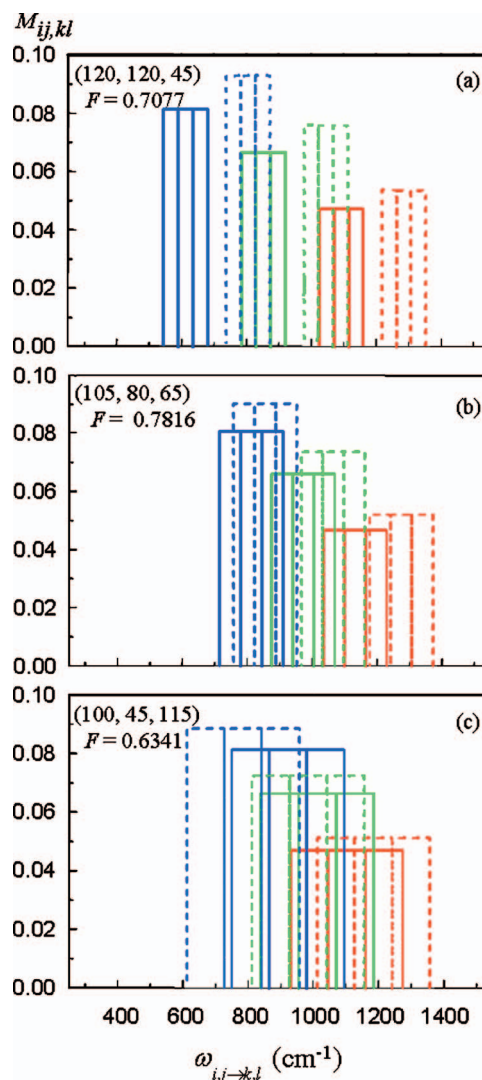 M_{ij,kl}
0.10
(120, 120, 45)
(a)
F = 0.7077
0.08
0.06
0.04
0.02
0.00
0.10
(105, 80, 65)
(b)
F = 0.7816
0.08
0.06
0.04
0.02
0.00
0.10
(100, 45, 115)
(c)
F = 0.6341
0.08
0.06
0.04
0.02
0.00
400 600 800 1000 1200 1400
ω_{i,j→k,l} (cm⁻¹)